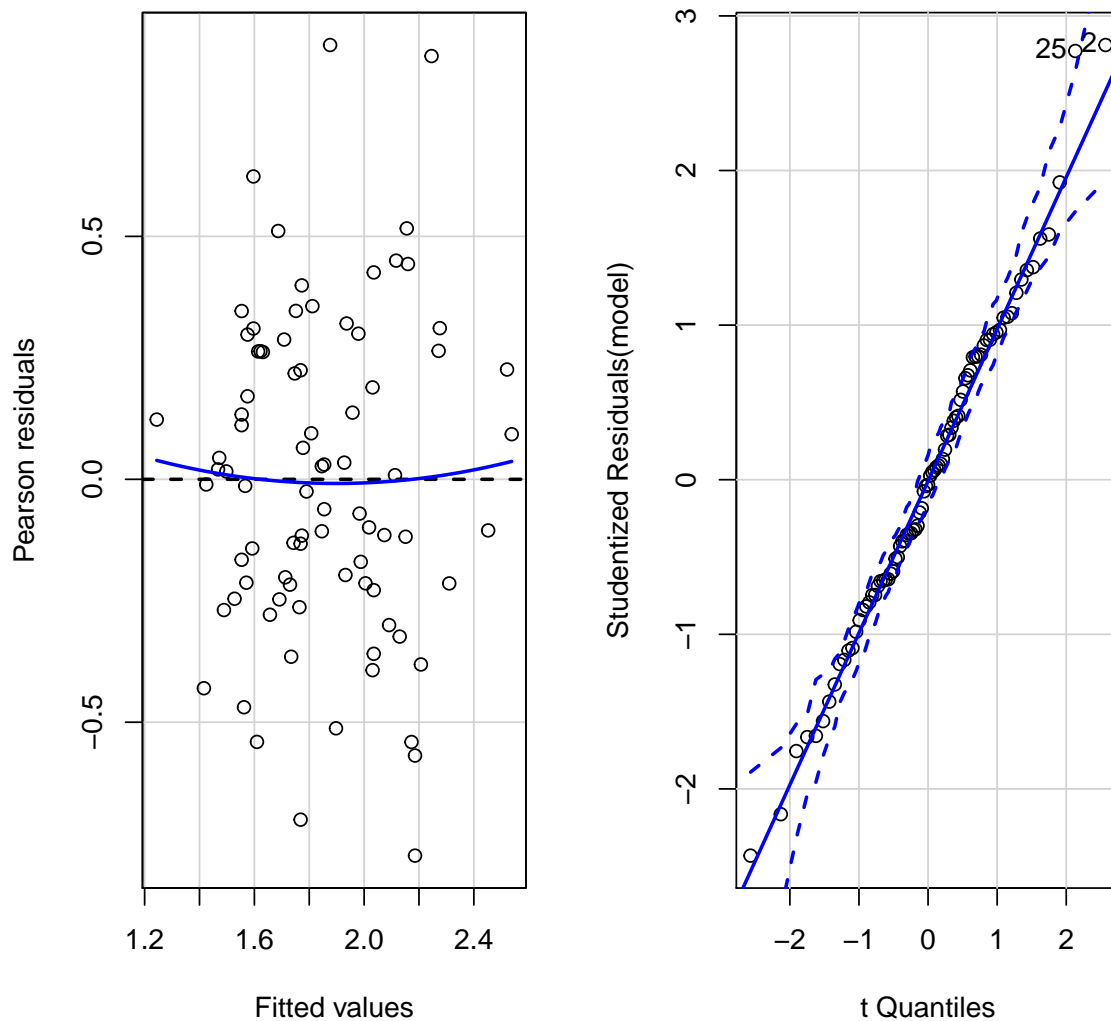 Pearson residuals
0.5
0.0
−0.5
1.2 1.6 2.0 2.4
Fitted values
Studentized Residuals(model)
3
2
1
0
−1
−2
25 2
−2 −1 0 1 2
t Quantiles